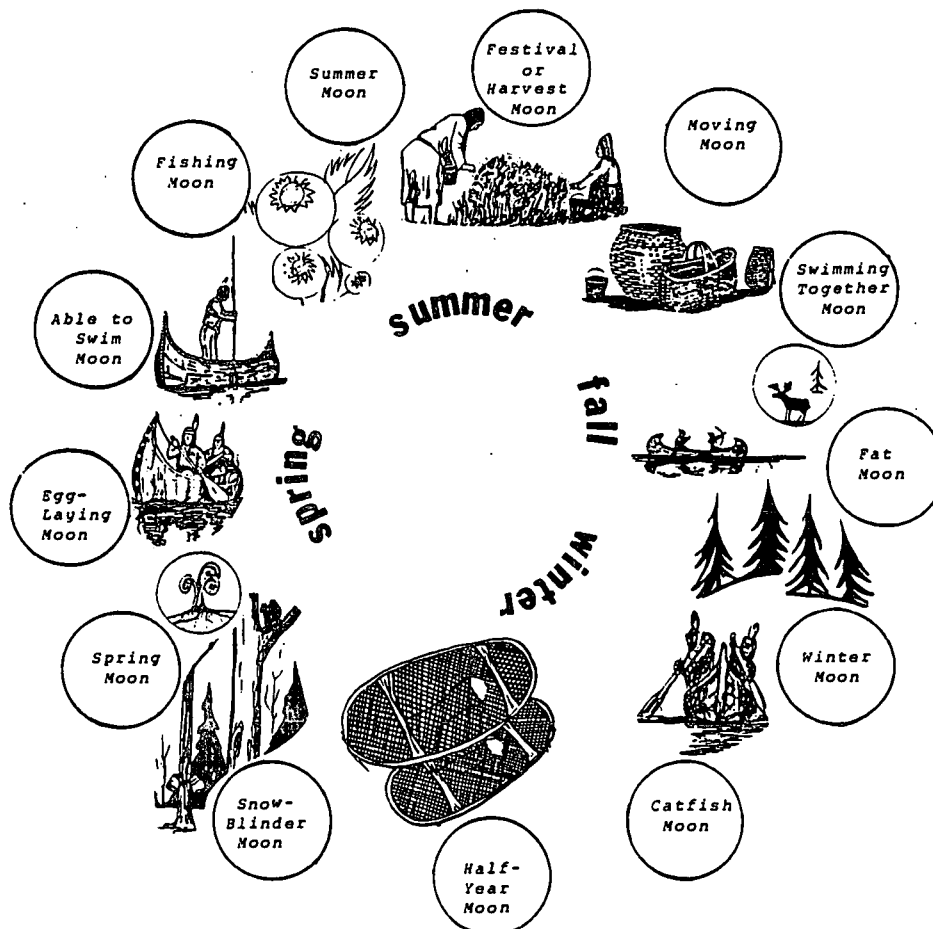 Festival
or
Harvest
Moon
Moving
Moon
Swimming
Together
Moon
Fat
Moon
Winter
Moon
Catfish
Moon
Half-
Year
Moon
Snow-
Blinder
Moon
Spring
Moon
Egg-
Laying
Moon
Able to
Swim
Moon
Fishing
Moon
Summer
Moon
summer
fall
winter
spring